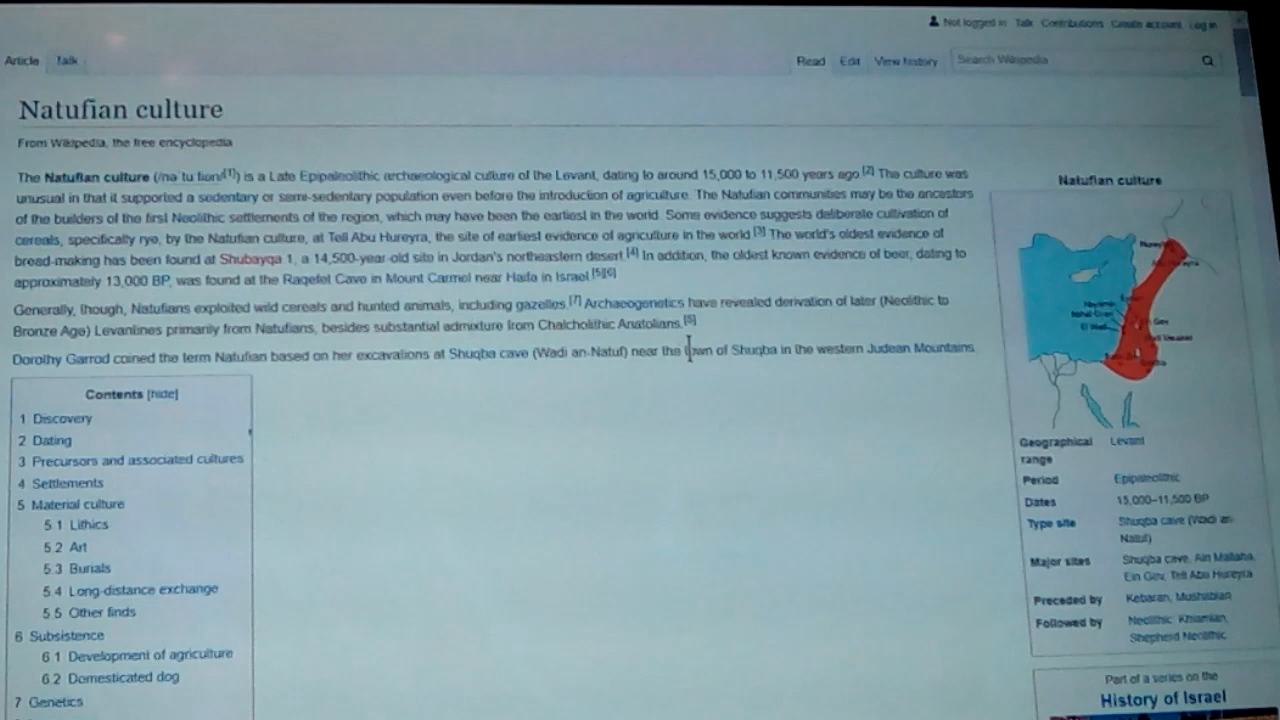 Not logged in Talk Contributions Create account Log in
Article Talk
Read Edit View history Search Wikipedia
Natufian culture
From Wikipedia, the free encyclopedia
The Natufian culture ([1]) is a Late Epipaleolithic archaeological culture of the Levant, dating to around 15,000 to 11,500 years ago.[2] The culture was
unusual in that it supported a sedentary or semi-sedentary population even before the introduction of agriculture. The Natufian communities may be the ancestors
of the builders of the first Neolithic settlements of the region, which may have been the earliest in the world. Some evidence suggests deliberate cultivation of
cereals, specifically rye, by the Natufian culture, at Tell Abu Hureyra, the site of earliest evidence of agriculture in the world.[3] The world's oldest evidence of
bread-making has been found at Shubayqa 1, a 14,500-year-old site in Jordan's northeastern desert.[4] In addition, the oldest known evidence of beer, dating to
approximately 13,000 BP, was found at the Raqefet Cave in Mount Carmel near Haifa in Israel.[5][6]
Generally, though, Natufians exploited wild cereals and hunted animals, including gazelles.[7] Archaeogenetics have revealed derivation of later (Neolithic to
Bronze Age) Levantines primarily from Natufians, besides substantial admixture from Chalcholithic Anatolians.[8]
Dorothy Garrod coined the term Natufian based on her excavations at Shuqba cave (Wadi an-Natuf) near the town of Shuqba in the western Judean Mountains.
Contents [hide]
1 Discovery
2 Dating
3 Precursors and associated cultures
4 Settlements
5 Material culture
5.1 Lithics
5.2 Art
5.3 Burials
5.4 Long-distance exchange
5.5 Other finds
6 Subsistence
6.1 Development of agriculture
6.2 Domesticated dog
7 Genetics
Natufian culture
Geographical range Levant
Period Epipaleolithic
Dates 15,000–11,500 BP
Type site Shuqba cave (Wadi an-
Natuf)
Major sites Shuqba cave, Ain Mallaha,
Ein Gev, Tell Abu Hureyra
Preceded by Kebaran, Mushabian
Followed by Neolithic: Khiamian,
Shepherd Neolithic
Part of a series on the
History of Israel